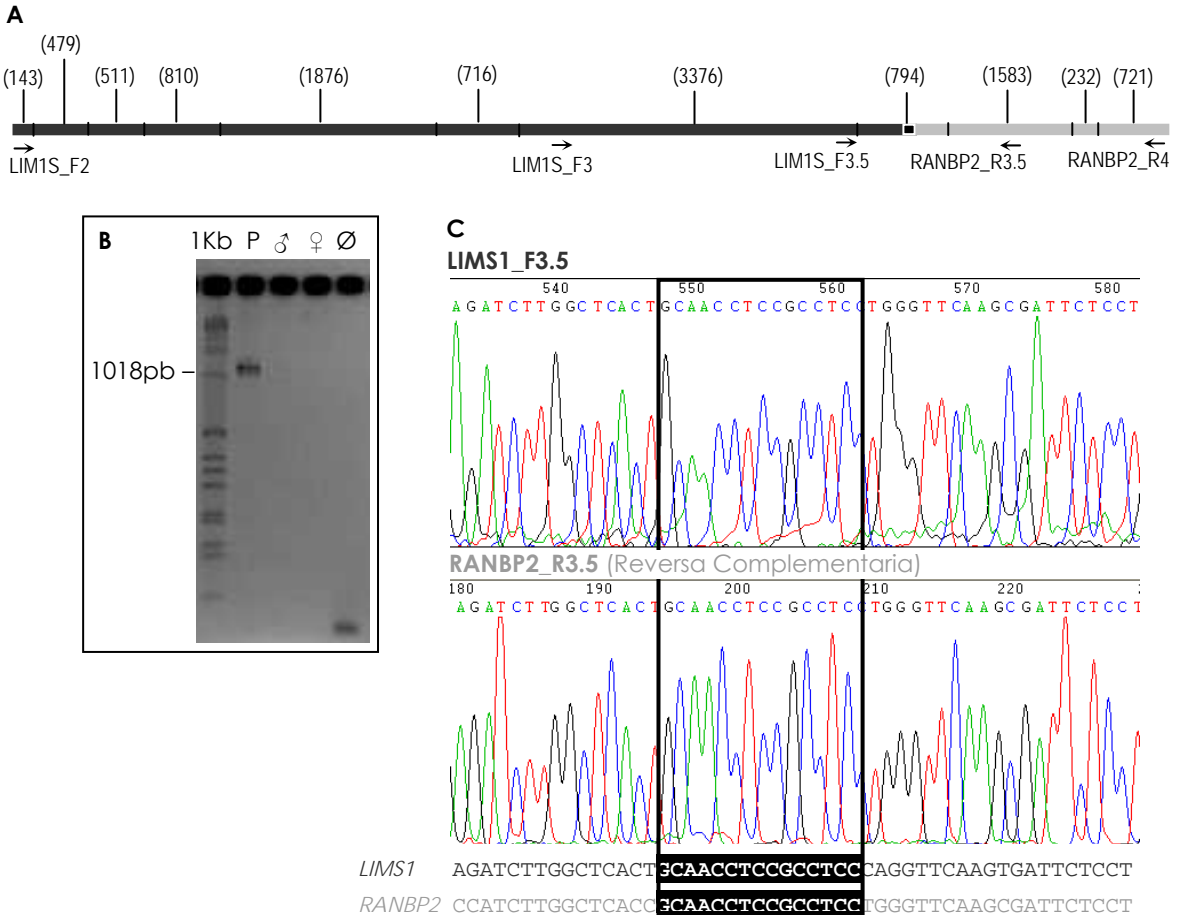 A
(143) (479) (511) (810) (1876) (716) (3376) (794) (1583) (232) (721)
LIM1S_F2 LIM1S_F3 LIM1S_F3.5 RANBP2_R3.5 RANBP2_R4
B 1Kb P ♂ ♀ Ø
1018pb
C
LIMS1_F3.5
540 550 560 570 580
AGATCTTGGCTCACTGCAACCTCCGCCTCCTGGGTTCAAGCGATTCTCCT
RANBP2_R3.5 (Reversa Complementaria)
180 190 200 210 220
AGATCTTGGCTCACTGCAACCTCCGCCTCCTGGGTTCAAGCGATTCTCCT
LIMS1 AGATCTTGGCTCACTGCAACCTCCGCCTCCCAGGTTCAAGTGATTCTCCT
RANBP2 CCATCTTGGCTCACCGCAACCTCCGCCTCCTGGGTTCAAGCGATTCTCCT